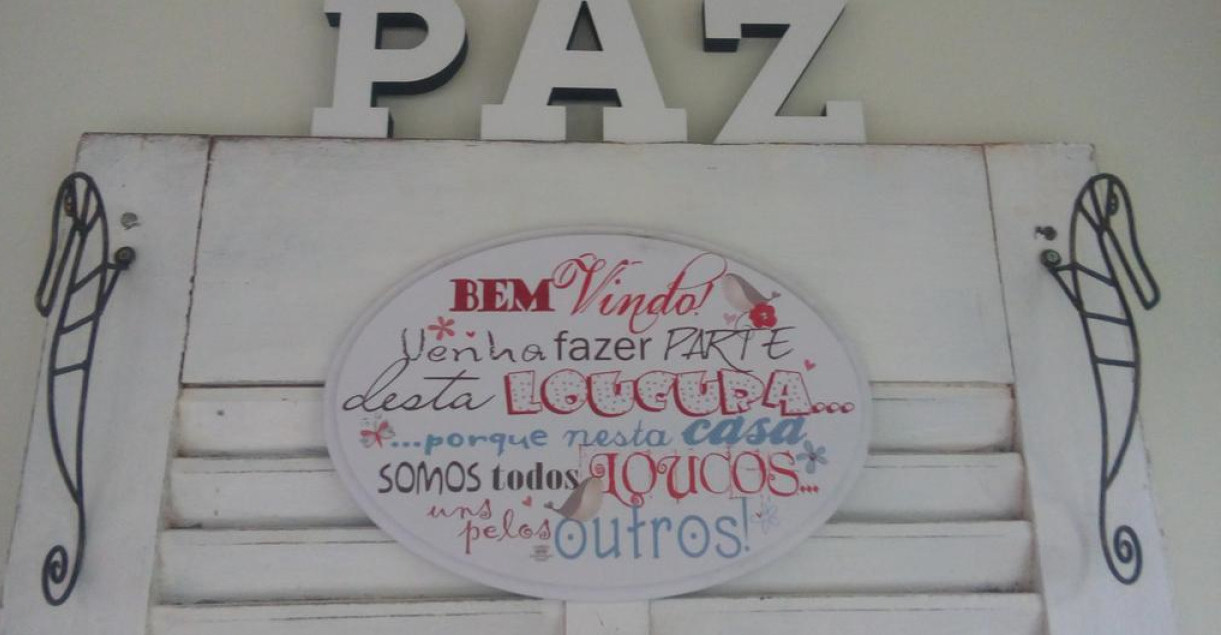 PAZ
BEM Vindo!
Venha fazer PARTE
desta LOUCURA...
...porque nesta casa
somos todos LOUCOS...
uns
pelos outros!